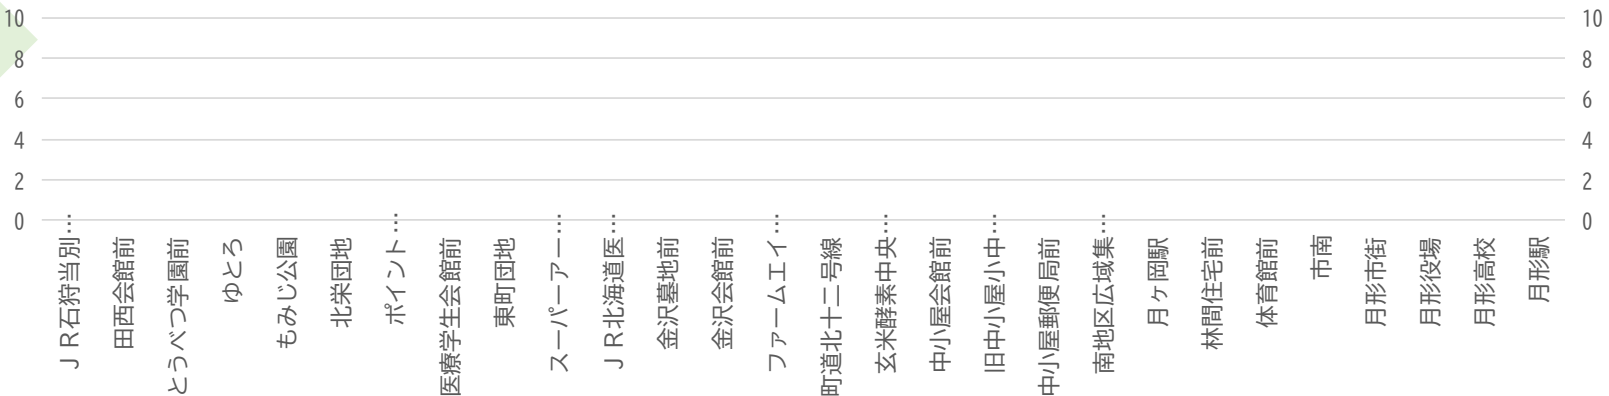 10
8
6
4
2
0
10
8
6
4
2
0
ＪＲ石狩当別…
田西会館前
とうべつ学園前
ゆとろ
もみじ公園
北栄団地
ポイント…
医療学生会館前
東町団地
スーパーアー…
ＪＲ北海道医…
金沢墓地前
金沢会館前
ファームエイ…
町道北十二号線
玄米酵素中央…
中小屋会館前
旧中小屋小中…
中小屋郵便局前
南地区広域集…
月ヶ岡駅
林間住宅前
体育館前
市南
月形市街
月形役場
月形高校
月形駅